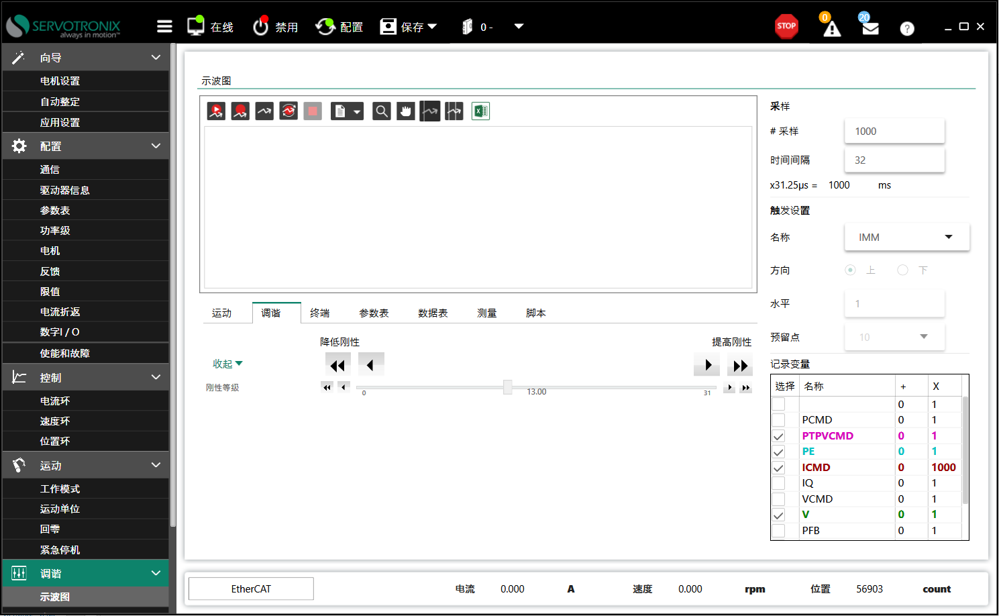 SERVOTRONIX
always in motion™
在线
禁用
配置
保存
0 -
STOP
0
20
?
向导
电机设置
自动整定
应用设置
配置
通信
驱动器信息
参数表
功率级
电机
反馈
限值
电流折返
数字I / O
使能和故障
控制
电流环
速度环
位置环
运动
工作模式
运动单位
回零
紧急停机
调谐
示波图
示波图
运动 调谐 终端 参数表 数据表 测量 脚本
降低刚性 提高刚性
收起
刚性等级
0 13.00 31
采样
# 采样 1000
时间间隔 32
x31.25µs = 1000 ms
触发设置
名称 IMM
方向 上 下
水平 1
预留点 10
记录变量
选择 名称 + X
0 1
PCMD 0 1
PTPVCMD 0 1
PE 0 1
ICMD 0 1000
IQ 0 1
VCMD 0 1
V 0 1
PFB 0 1
EtherCAT 电流 0.000 A 速度 0.000 rpm 位置 56903 count